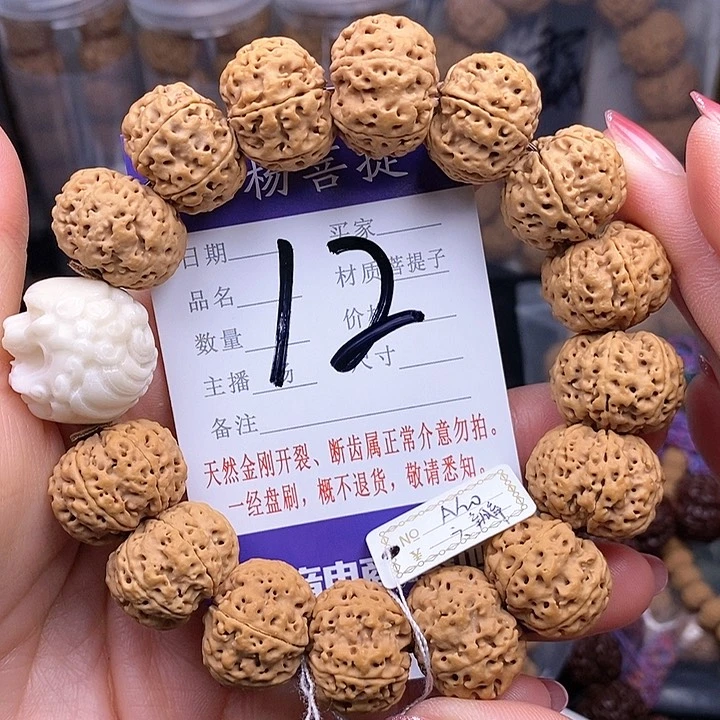 杨菩提
日期 买家
品名 材质 菩提子
数量 价格
主播 尺寸
备注
12
天然金刚开裂、断齿属正常介意勿拍。
一经盘刷,概不退货,敬请悉知。
NO
¥